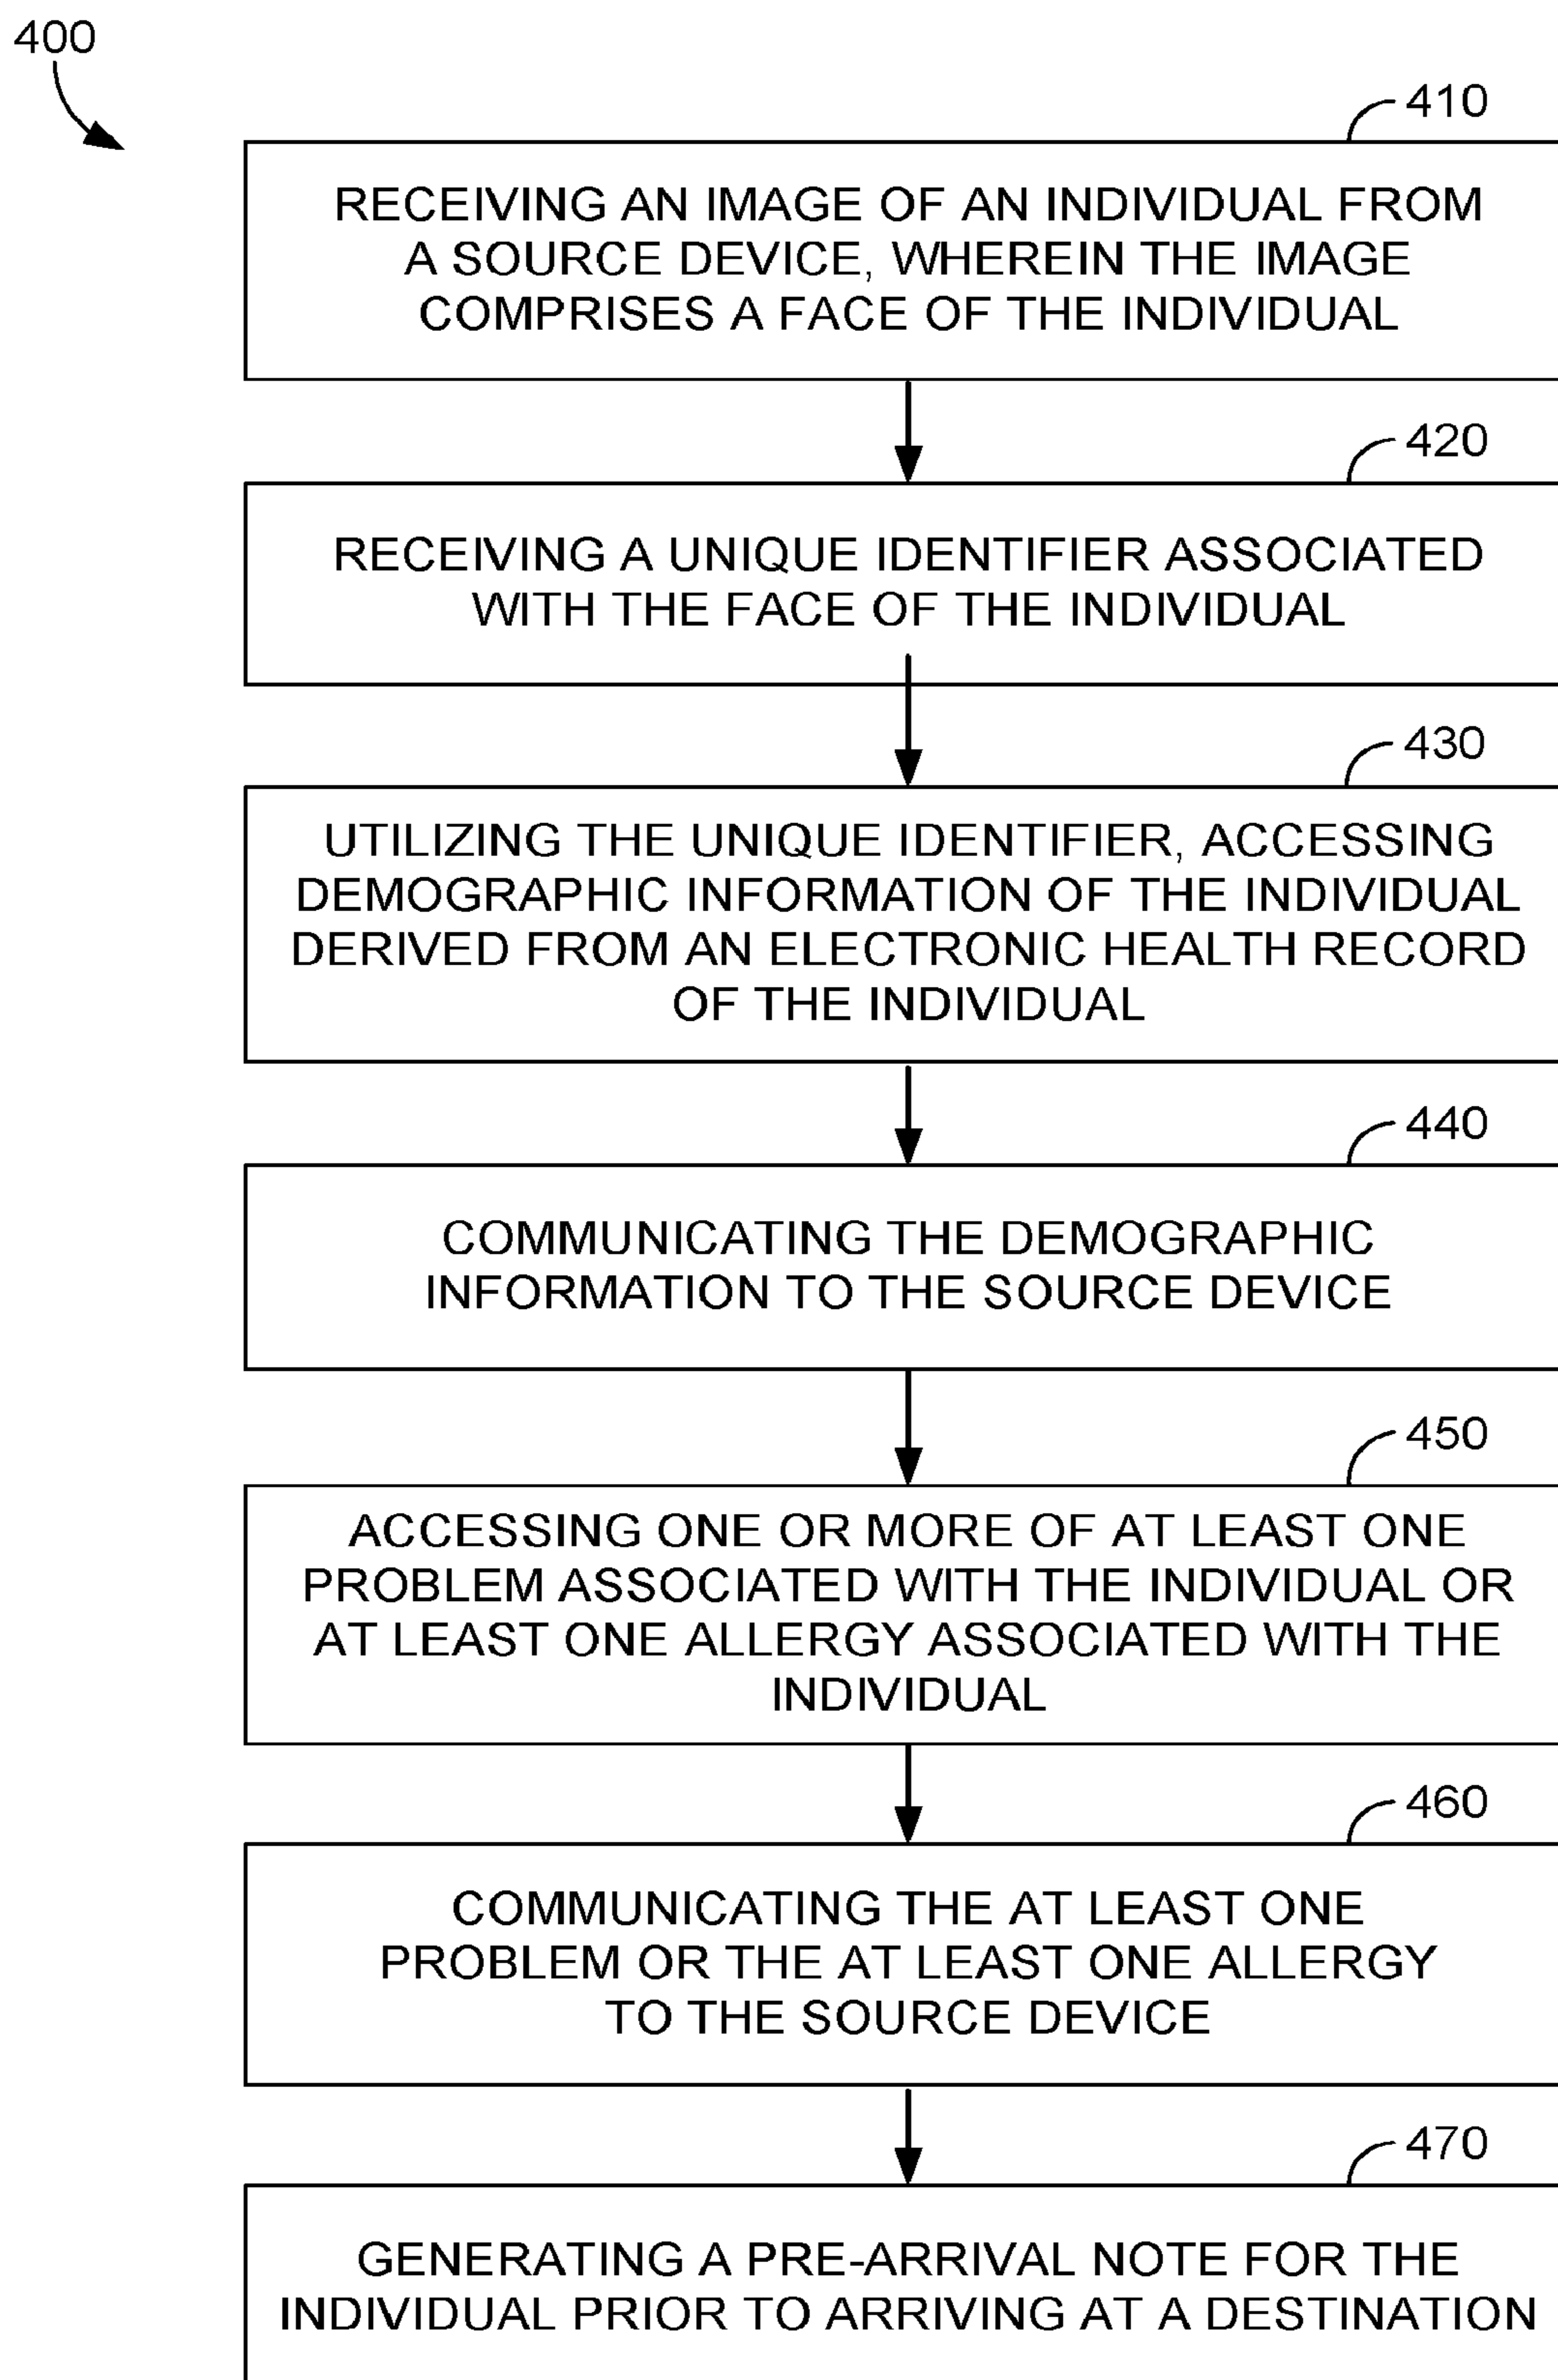 400
410
RECEIVING AN IMAGE OF AN INDIVIDUAL FROM
A SOURCE DEVICE, WHEREIN THE IMAGE
COMPRISES A FACE OF THE INDIVIDUAL
420
RECEIVING A UNIQUE IDENTIFIER ASSOCIATED
WITH THE FACE OF THE INDIVIDUAL
430
UTILIZING THE UNIQUE IDENTIFIER, ACCESSING
DEMOGRAPHIC INFORMATION OF THE INDIVIDUAL
DERIVED FROM AN ELECTRONIC HEALTH RECORD
OF THE INDIVIDUAL
440
COMMUNICATING THE DEMOGRAPHIC
INFORMATION TO THE SOURCE DEVICE
450
ACCESSING ONE OR MORE OF AT LEAST ONE
PROBLEM ASSOCIATED WITH THE INDIVIDUAL OR
AT LEAST ONE ALLERGY ASSOCIATED WITH THE
INDIVIDUAL
460
COMMUNICATING THE AT LEAST ONE
PROBLEM OR THE AT LEAST ONE ALLERGY
TO THE SOURCE DEVICE
470
GENERATING A PRE-ARRIVAL NOTE FOR THE
INDIVIDUAL PRIOR TO ARRIVING AT A DESTINATION